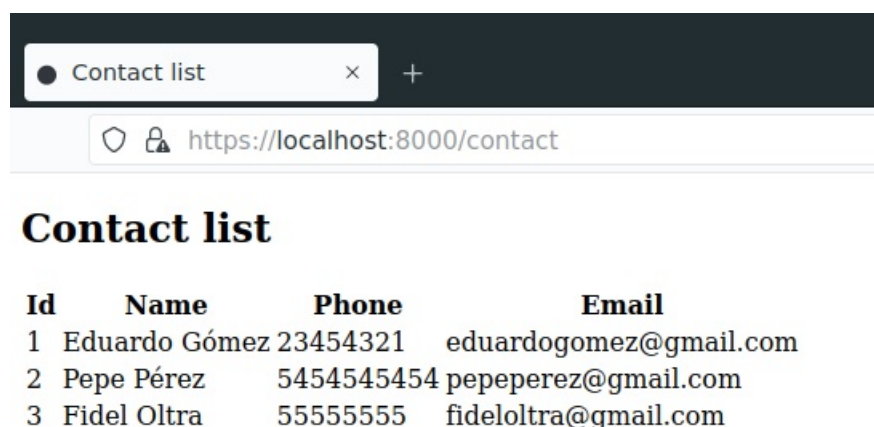 Contact list
https://localhost:8000/contact
Contact list
Id Name Phone Email
1 Eduardo Gómez 23454321 eduardogomez@gmail.com
2 Pepe Pérez 5454545454 pepeperez@gmail.com
3 Fidel Oltra 55555555 fideloltra@gmail.com